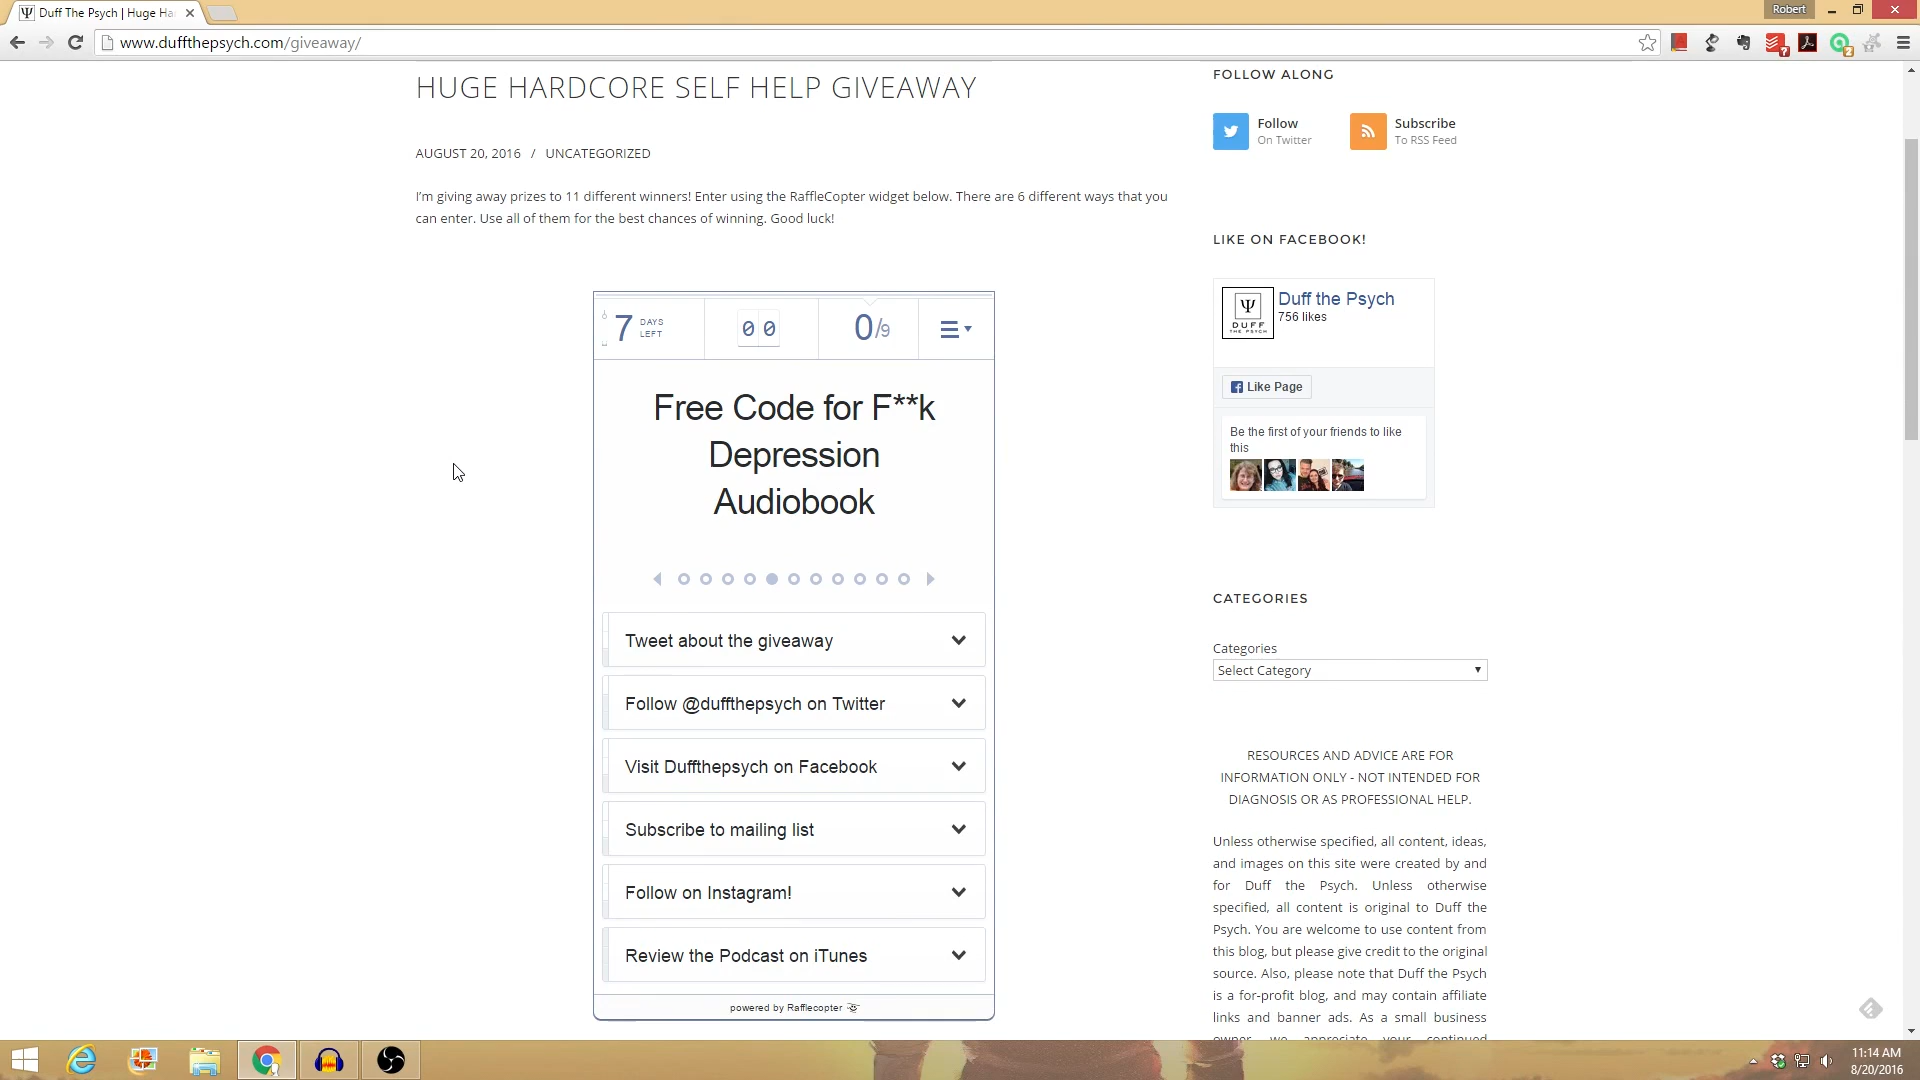 Duff The Psych | Huge Ha
Robert
www.duffthepsych.com/giveaway/
7
2
HUGE HARDCORE SELF HELP GIVEAWAY
AUGUST 20, 2016 / UNCATEGORIZED
I'm giving away prizes to 11 different winners! Enter using the RaffleCopter widget below. There are 6 different ways that you
can enter. Use all of them for the best chances of winning. Good luck!
7 DAYS LEFT
00
0/9
Free Code for F**k
Depression
Audiobook
Tweet about the giveaway
Follow @duffthepsych on Twitter
Visit Duffthepsych on Facebook
Subscribe to mailing list
Follow on Instagram!
Review the Podcast on iTunes
powered by Rafflecopter
FOLLOW ALONG
Follow
On Twitter
Subscribe
To RSS Feed
LIKE ON FACEBOOK!
Ψ
DUFF
THE PSYCH
Duff the Psych
756 likes
Like Page
Be the first of your friends to like
this
CATEGORIES
Categories
Select Category
RESOURCES AND ADVICE ARE FOR
INFORMATION ONLY - NOT INTENDED FOR
DIAGNOSIS OR AS PROFESSIONAL HELP.
Unless otherwise specified, all content, ideas,
and images on this site were created by and
for Duff the Psych. Unless otherwise
specified, all content is original to Duff the
Psych. You are welcome to use content from
this blog, but please give credit to the original
source. Also, please note that Duff the Psych
is a for-profit blog, and may contain affiliate
links and banner ads. As a small business
owner, we appreciate your continued
11:14 AM
8/20/2016